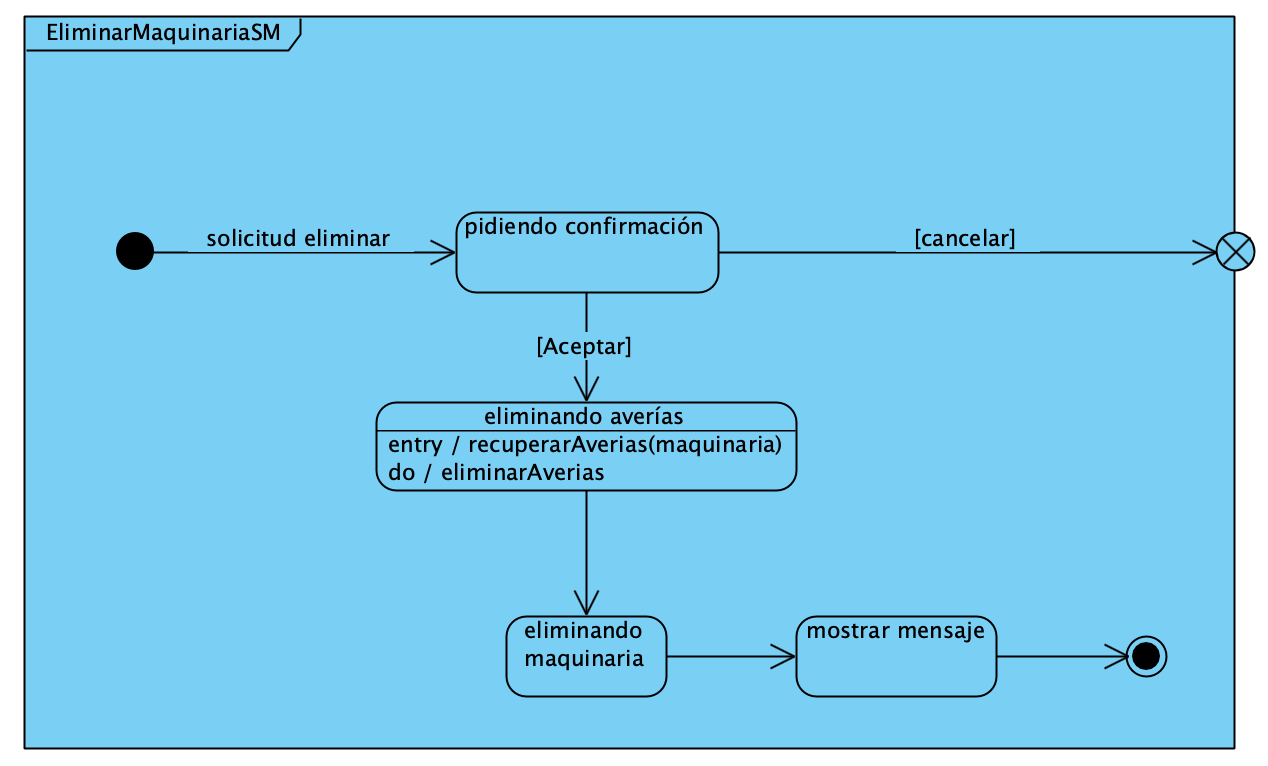 EliminarMaquinariaSM
solicitud eliminar
pidiendo confirmación
[cancelar]
[Aceptar]
eliminando averías
entry / recuperarAverias(maquinaria)
do / eliminarAverias
eliminando
maquinaria
mostrar mensaje